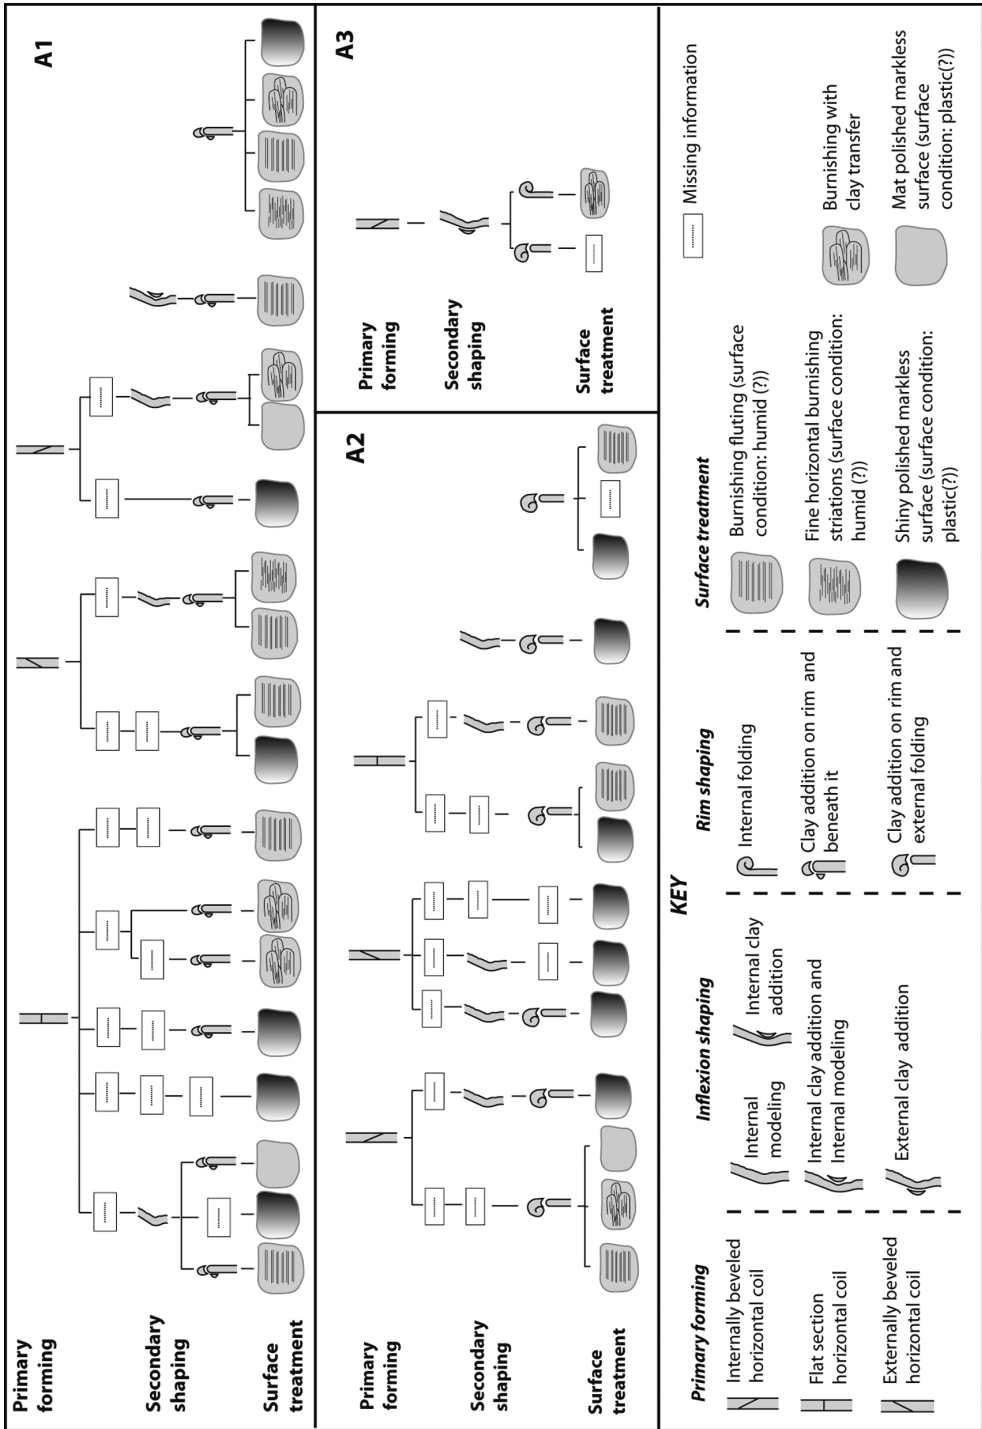 A1
Primary
forming
Secondary
shaping
Surface
treatment
A2
Primary
forming
Secondary
shaping
Surface
treatment
A3
Primary
forming
Secondary
shaping
Surface
treatment
KEY
Primary forming
Internally beveled
horizontal coil
Flat section
horizontal coil
Externally beveled
horizontal coil
Inflexion shaping
Internal
modeling
Internal clay
addition
Internal clay addition and
Internal modeling
External clay addition
Rim shaping
Internal folding
Clay addition on rim and
beneath it
Clay addition on rim and
external folding
Surface treatment
Burnishing fluting (surface
condition: humid (?))
Fine horizontal burnishing
striations (surface condition:
humid (?))
Shiny polished markless
surface (surface condition:
plastic(?))
Missing information
Burnishing with
clay transfer
Mat polished markless
surface (surface
condition: plastic(?))